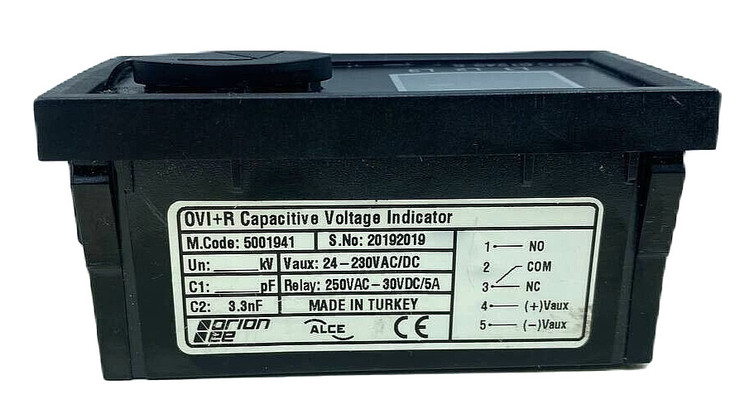 OVI+R Capacitive Voltage Indicator
M.Code: 5001941 S.No: 20192019
Un: ____ kV Vaux: 24-230VAC/DC
C1: ____ pF Relay: 250VAC-30VDC/5A
C2: 3.3nF MADE IN TURKEY
orion ee ALCE CE
1 NO
2 COM
3 NC
4 (+)Vaux
5 (-)Vaux